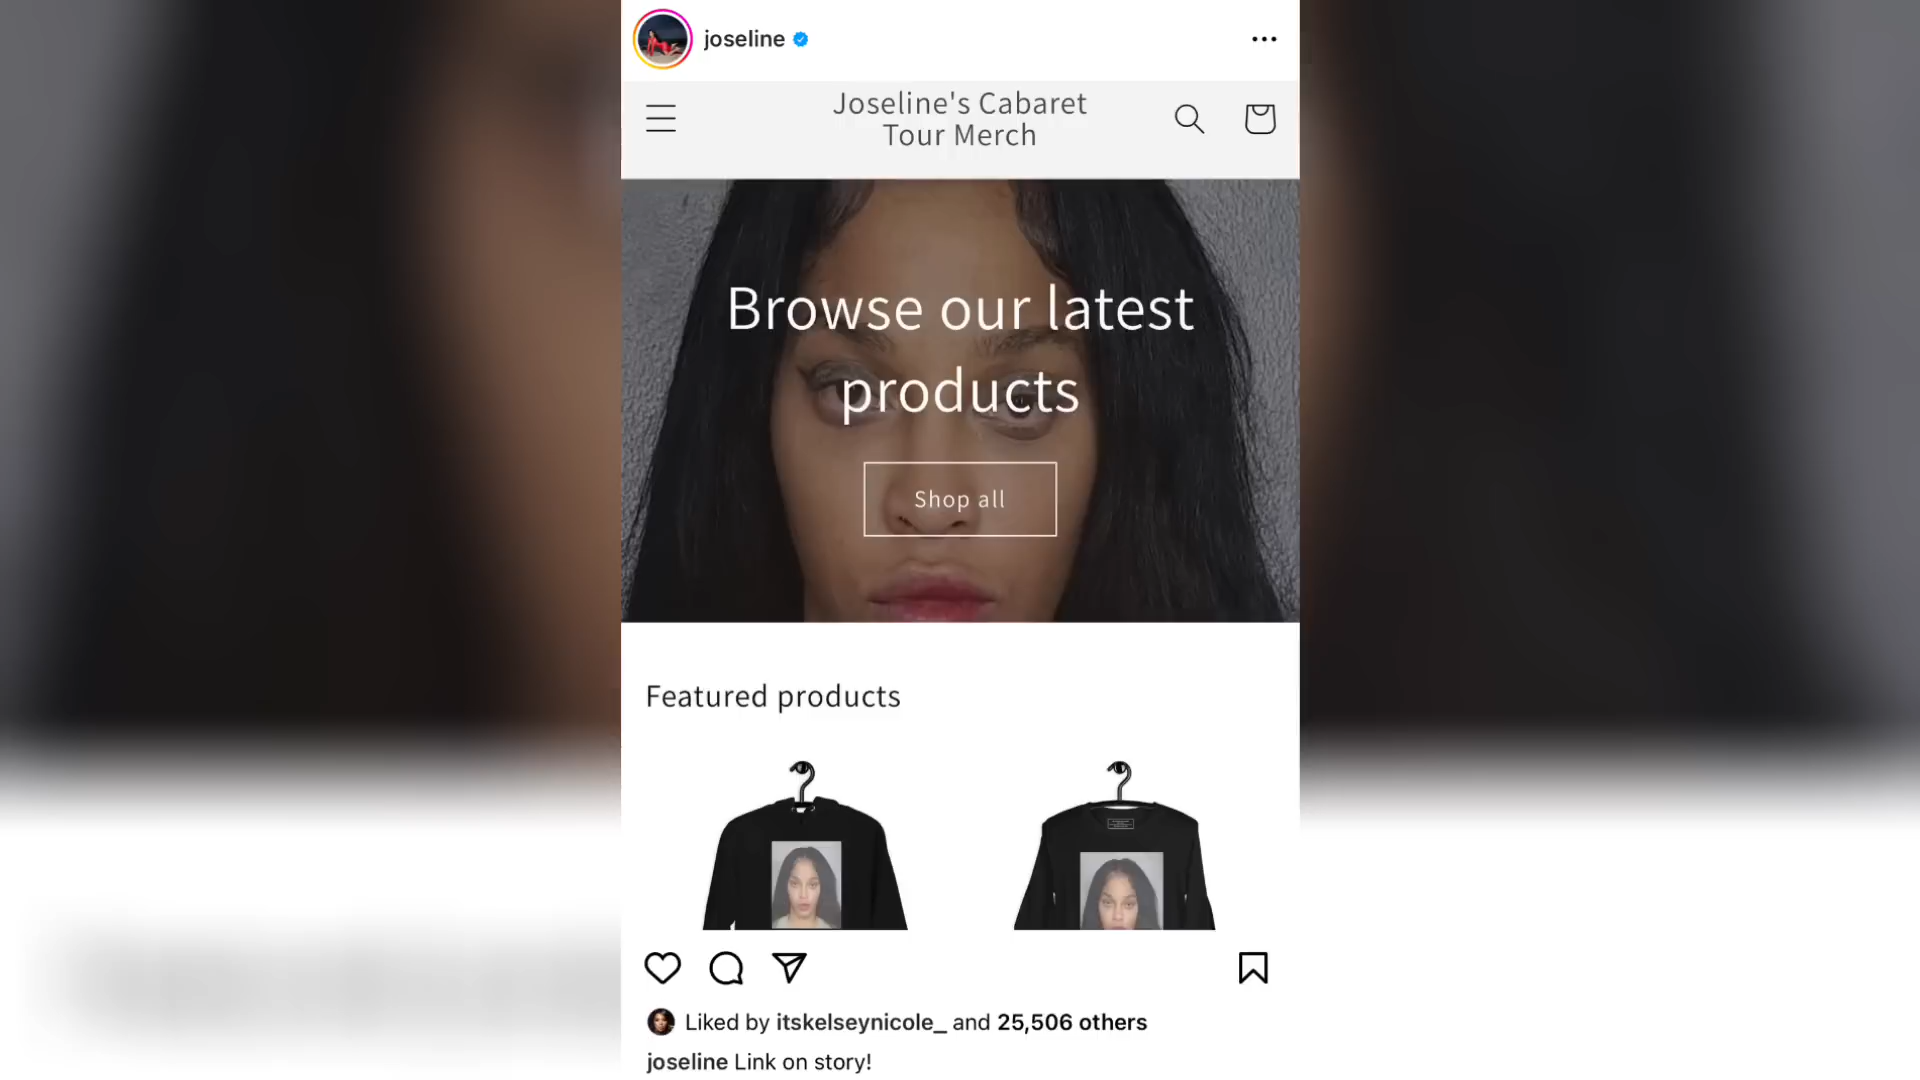 joseline
Joseline's Cabaret
Tour Merch
Browse our latest
products
Shop all
Featured products
Liked by itskelseynicole_ and 25,506 others
joseline Link on story!